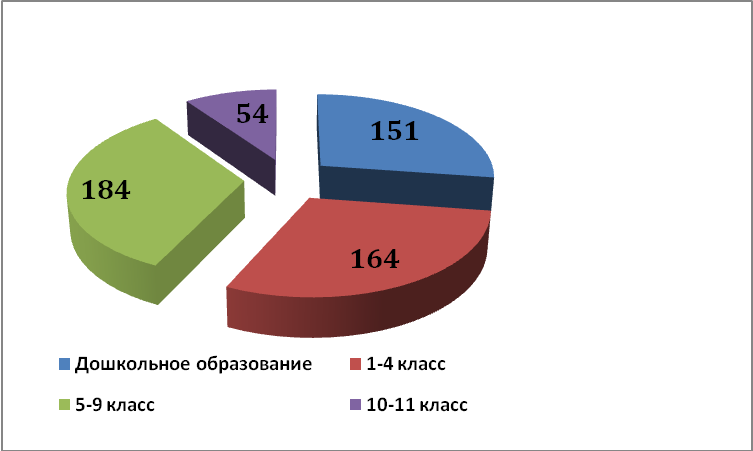 54
151
184
164
Дошкольное образование
1-4 класс
5-9 класс
10-11 класс